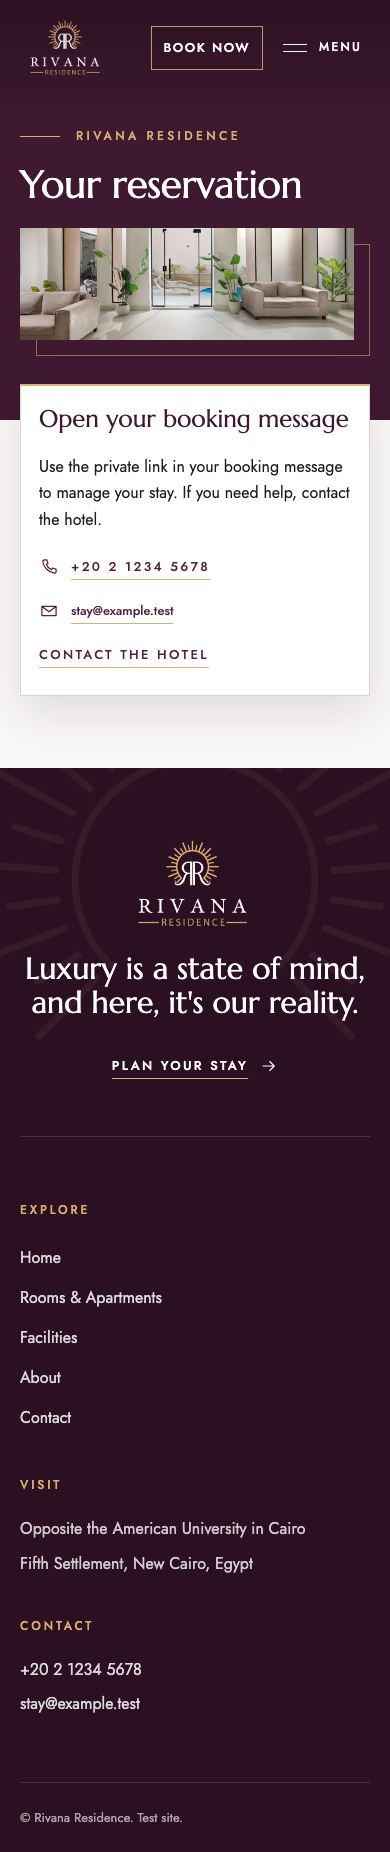 RIVANA
RESIDENCE
BOOK NOW
MENU
RIVANA RESIDENCE
Your reservation
Open your booking message
Use the private link in your booking message
to manage your stay. If you need help, contact
the hotel.
+20 2 1234 5678
stay@example.test
CONTACT THE HOTEL
RIVANA
RESIDENCE
Luxury is a state of mind,
and here, it's our reality.
PLAN YOUR STAY
EXPLORE
Home
Rooms & Apartments
Facilities
About
Contact
VISIT
Opposite the American University in Cairo
Fifth Settlement, New Cairo, Egypt
CONTACT
+20 2 1234 5678
stay@example.test
© Rivana Residence. Test site.